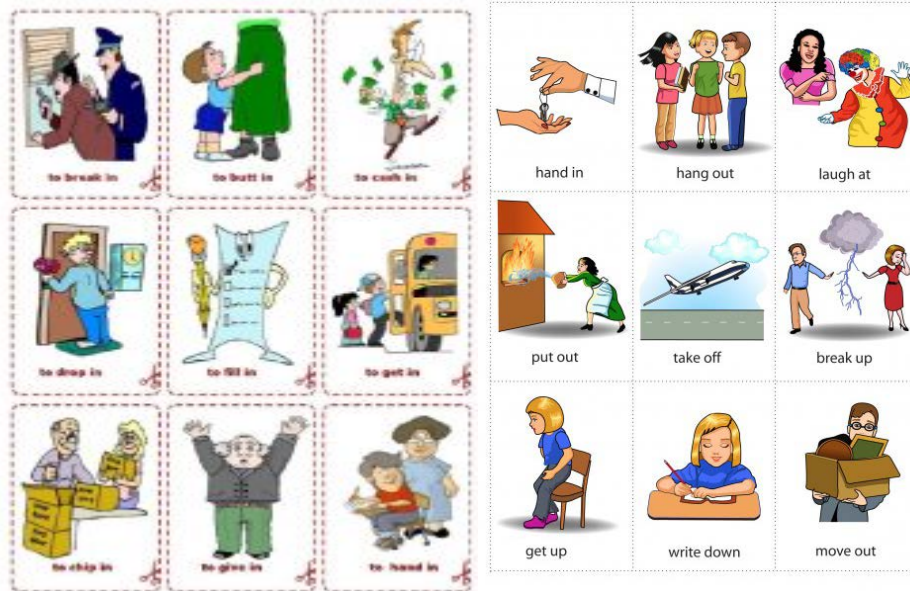 to break in
to butt in
to cash in
to drop in
to fill in
to get in
to chip in
to give in
to hand in
hand in
hang out
laugh at
put out
take off
break up
get up
write down
move out